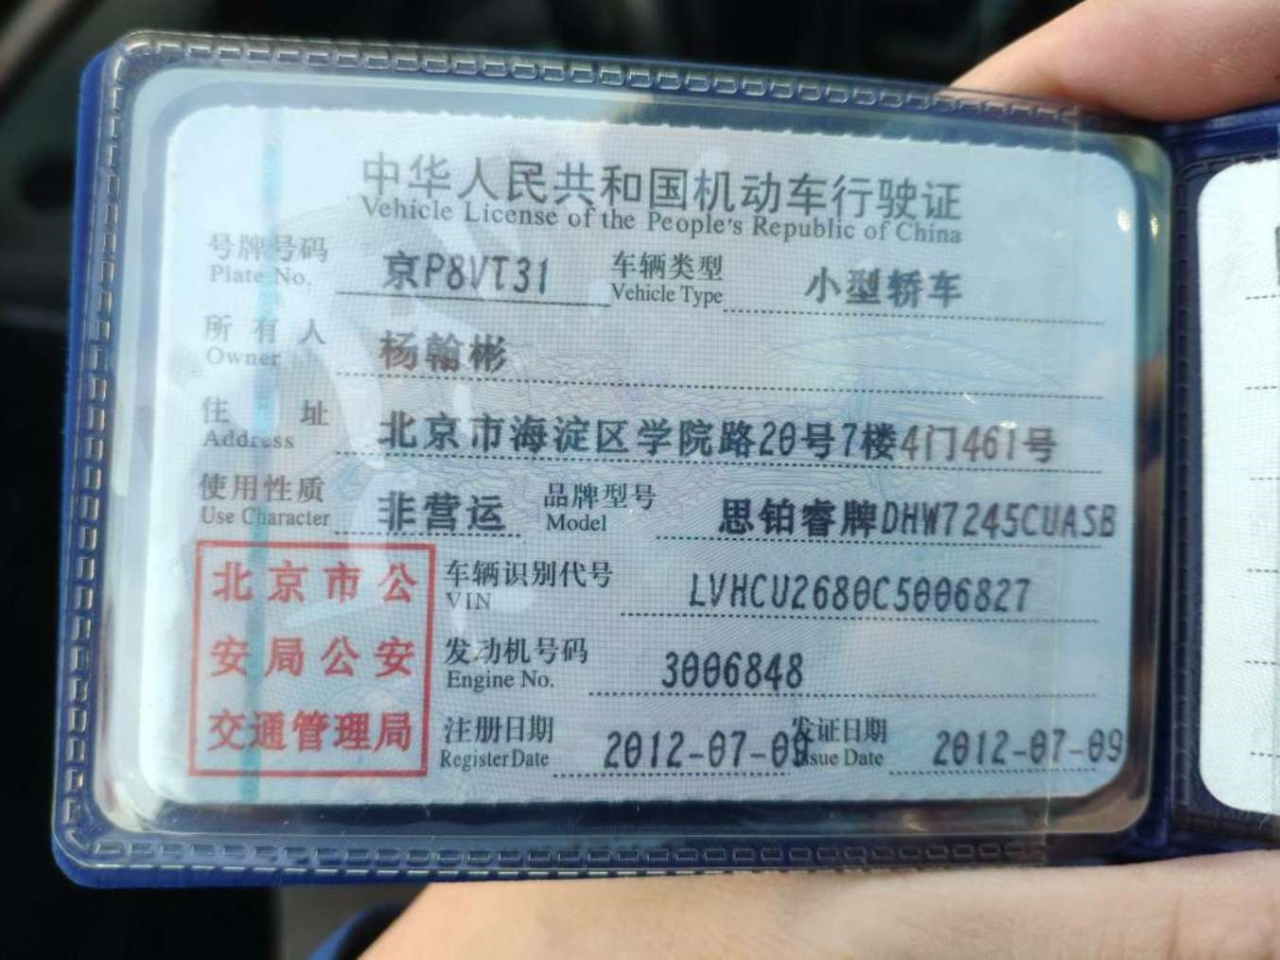 中华人民共和国机动车行驶证
Vehicle License of the People's Republic of China
号牌号码 京P8VT31 车辆类型 小型轿车
Plate No. Vehicle Type
所有人 杨翰彬
Owner
住址 北京市海淀区学院路20号7楼4门461号
Address
使用性质 非营运 品牌型号 思铂睿牌DHW7245CUASB
Use Character Model
北京市公
安局公安
交通管理局
车辆识别代号 LVHCU2680C5006827
VIN
发动机号码 3006848
Engine No.
注册日期 2012-07-09 发证日期 2012-07-09
Register Date Issue Date